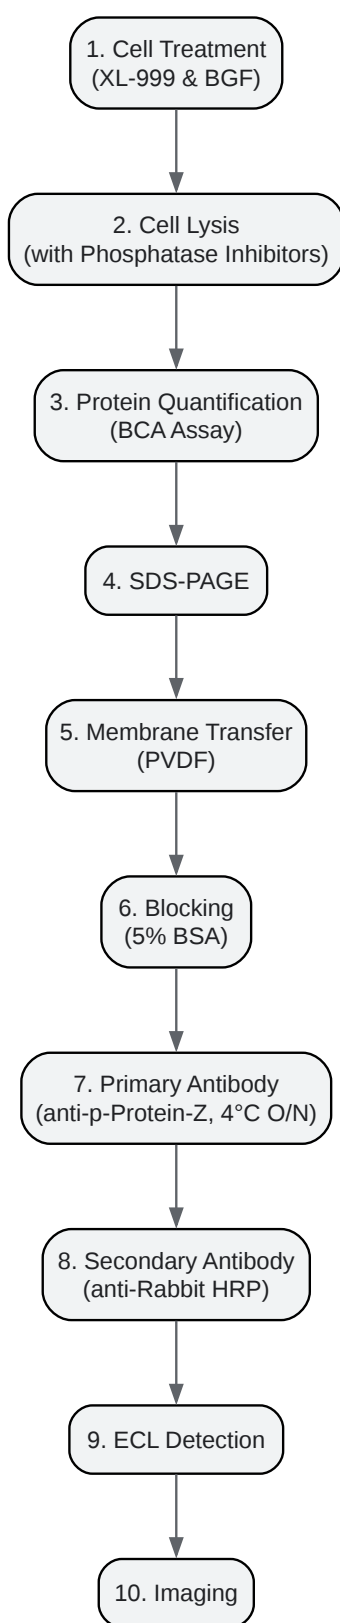 1. Cell Treatment
(XL-999 & BGF)
2. Cell Lysis
(with Phosphatase Inhibitors)
3. Protein Quantification
(BCA Assay)
4. SDS-PAGE
5. Membrane Transfer
(PVDF)
6. Blocking
(5% BSA)
7. Primary Antibody
(anti-p-Protein-Z, 4°C O/N)
8. Secondary Antibody
(anti-Rabbit HRP)
9. ECL Detection
10. Imaging